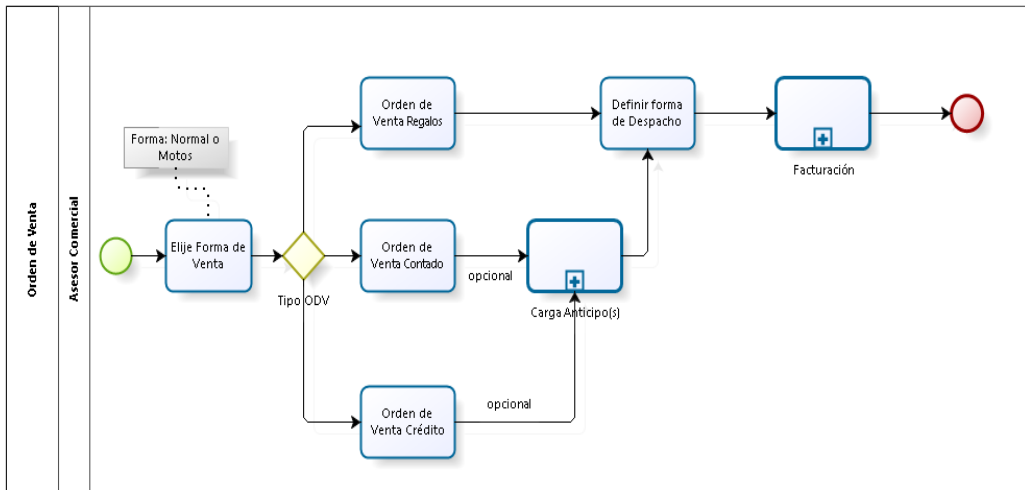 Orden de Venta
Asesor Comercial
Forma: Normal o
Motos
Elije Forma de
Venta
Tipo ODV
Orden de
Venta Regalos
Orden de
Venta Contado
opcional
Orden de
Venta Crédito
opcional
Carga Anticipo(s)
Definir forma
de Despacho
Facturación